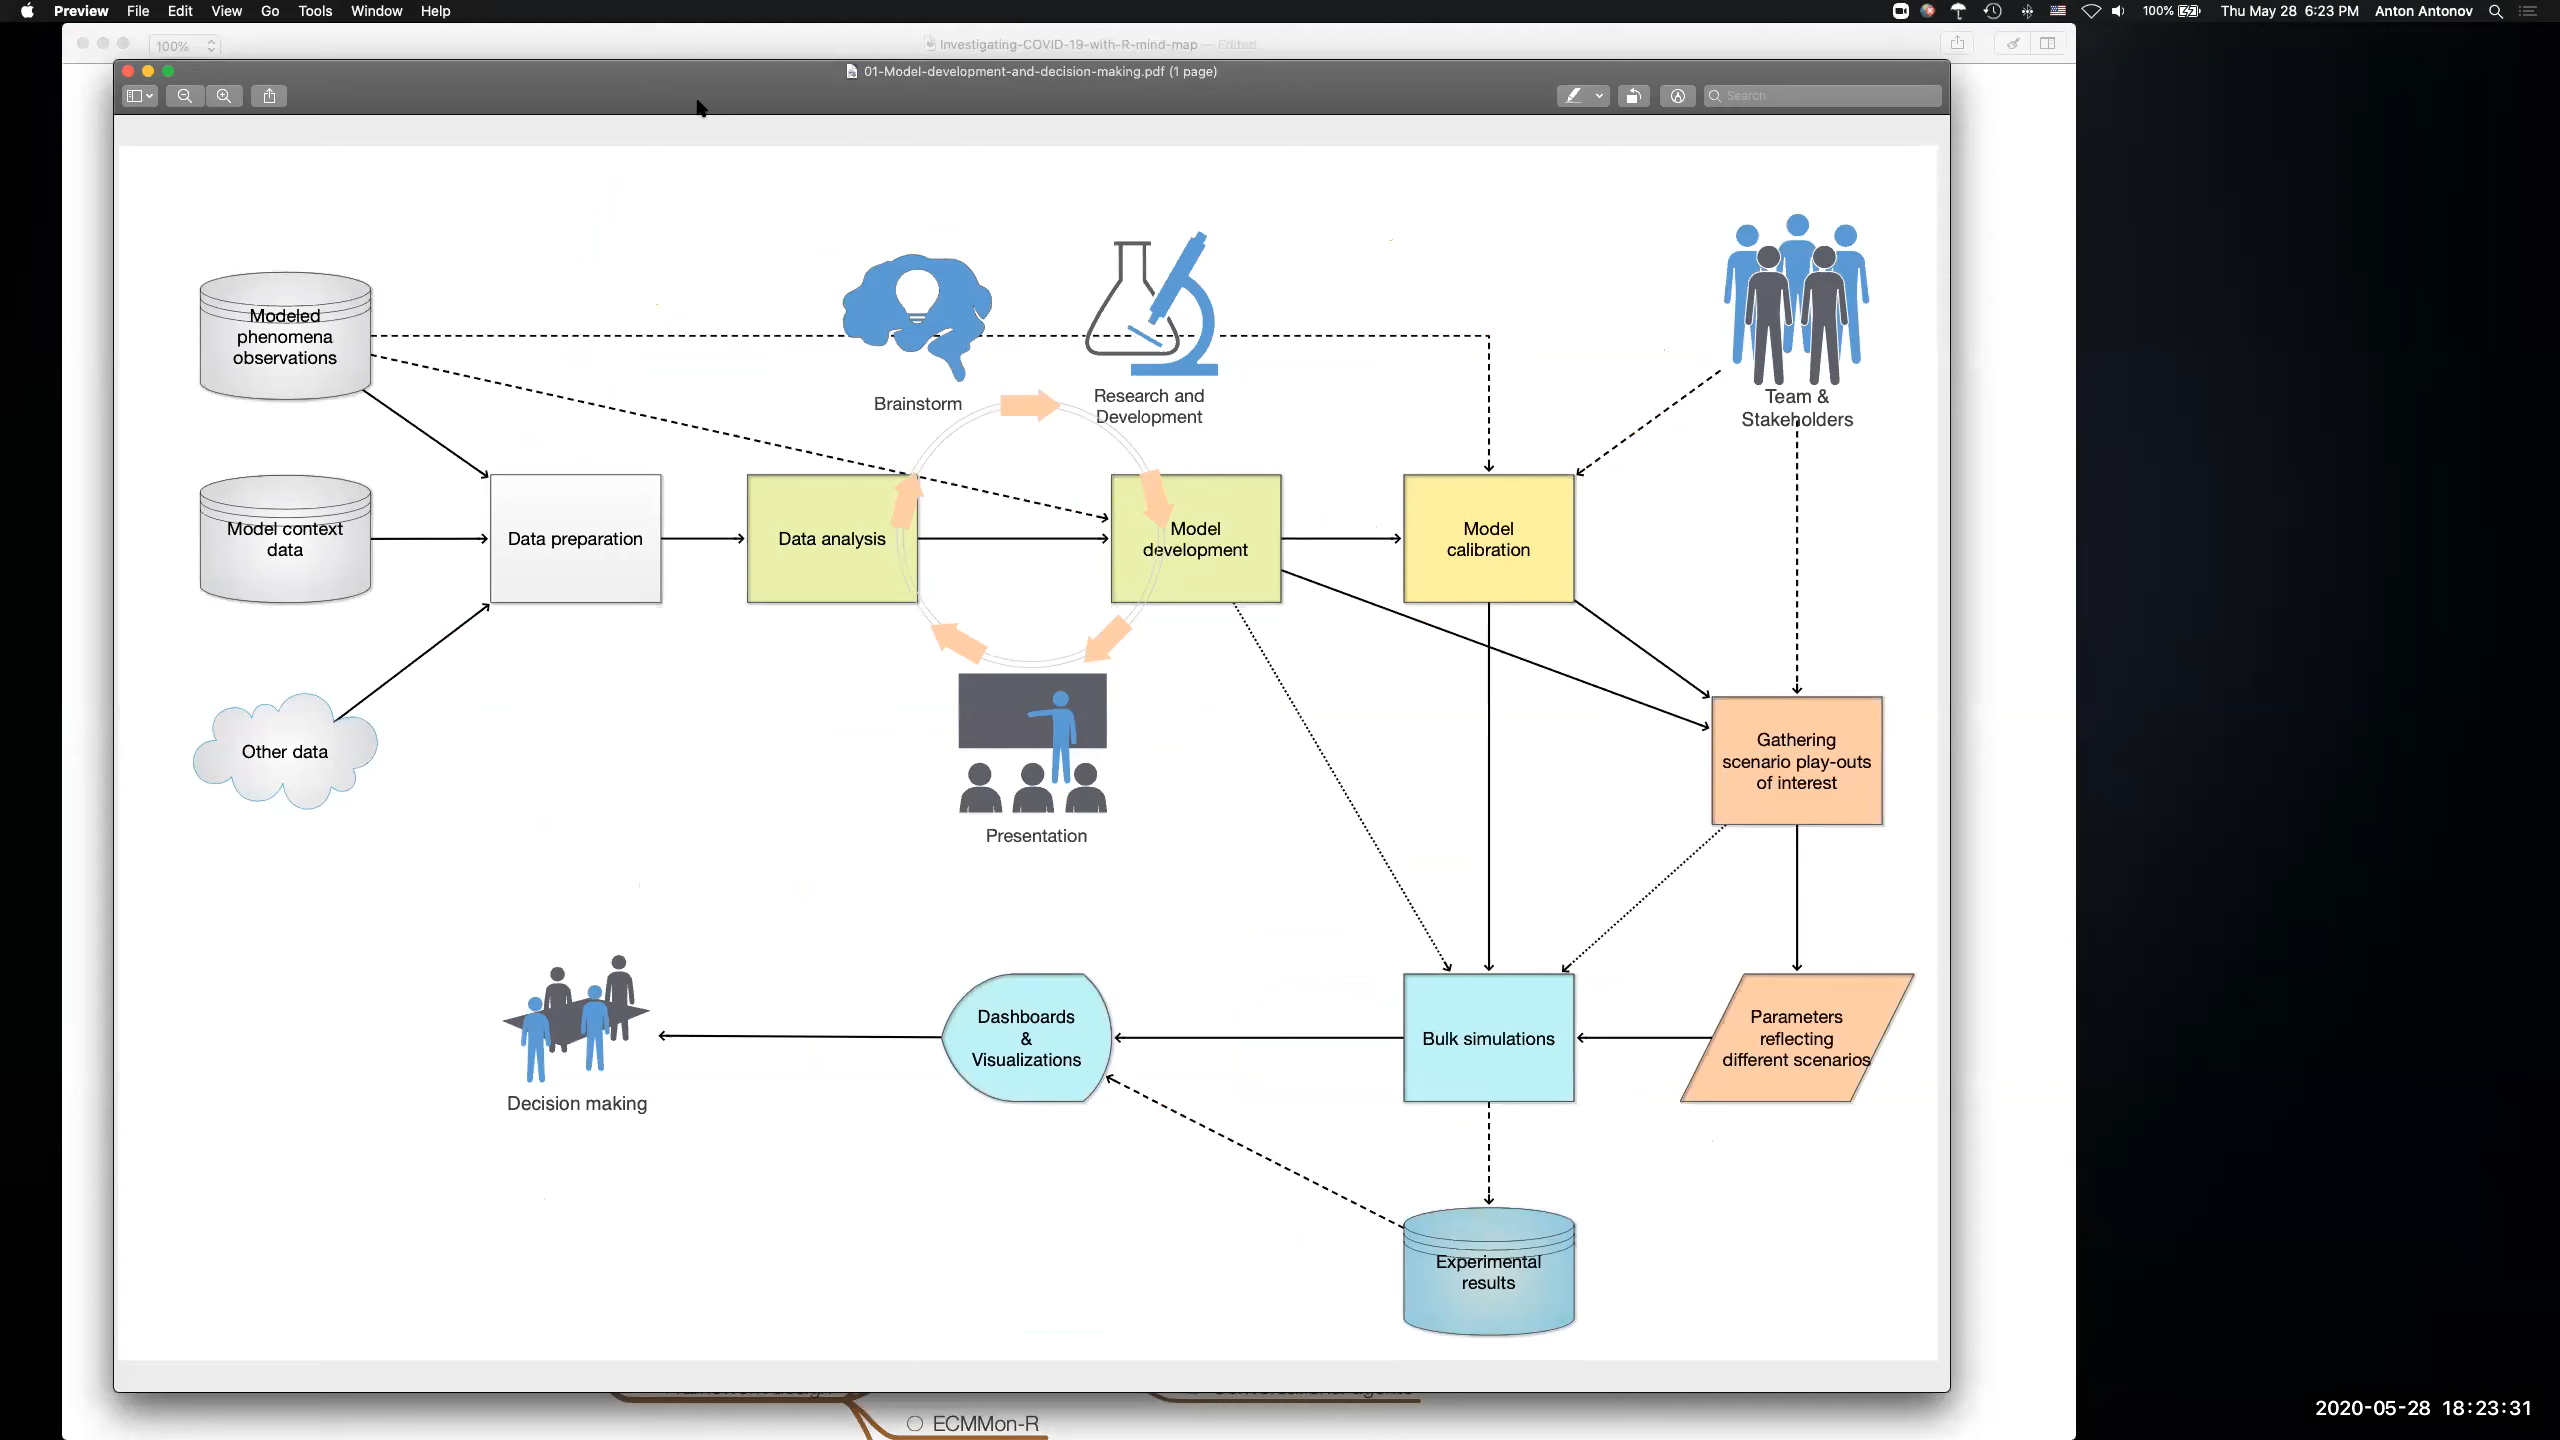 Preview File Edit View Go Tools Window Help
100% Thu May 28 6:23 PM Anton Antonov
100%
Investigating-COVID-19-with-R-mind-map — Edited
01-Model-development-and-decision-making.pdf (1 page)
Search
Modeled
phenomena
observations
Brainstorm
Research and
Development
Team &
Stakeholders
Model context
data
Data preparation
Data analysis
Model
development
Model
calibration
Other data
Gathering
scenario play-outs
of interest
Presentation
Decision making
Dashboards
&
Visualizations
Bulk simulations
Parameters
reflecting
different scenarios
Experimental
results
ECMMon-R
2020-05-28 18:23:31